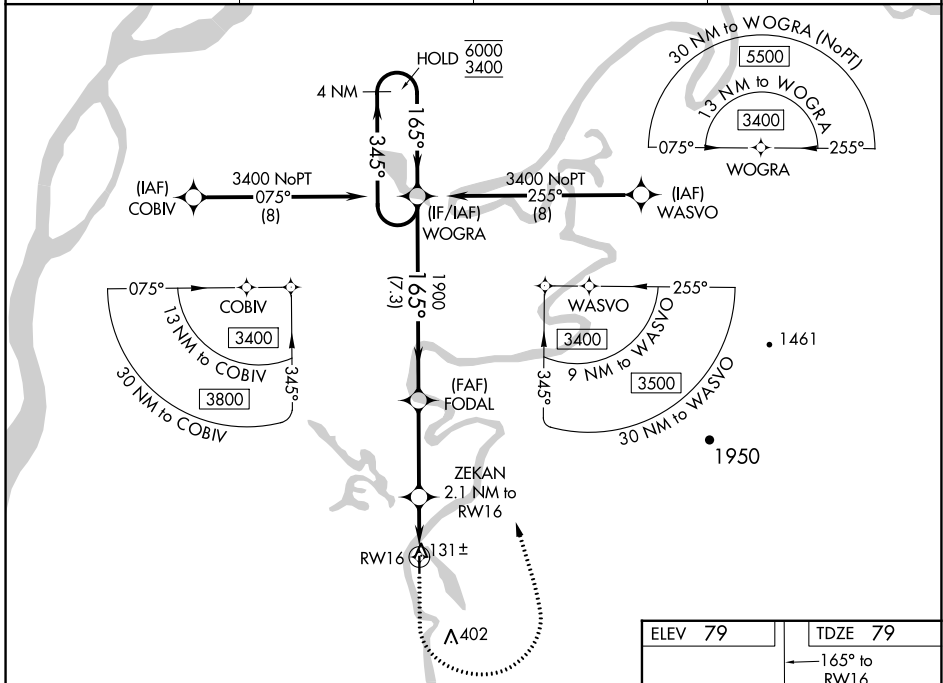 HOLD 6000
3400
4 NM
165°
345°
30 NM to WOGRA (NoPT)
5500
13 NM to WOGRA
3400
075°
255°
WOGRA
(IAF)
COBIV
3400 NoPT
075°
(8)
(IF/IAF)
WOGRA
3400 NoPT
255°
(8)
(IAF)
WASVO
1900
165°
(7.3)
075°
COBIV
3400
13 NM to COBIV
345°
3800
30 NM to COBIV
WASVO
255°
3400
9 NM to WASVO
345°
3500
30 NM to WASVO
1461
1950
(FAF)
FODAL
ZEKAN
2.1 NM to
RW16
RW16
131±
402
ELEV 79
TDZE 79
165° to
RW16